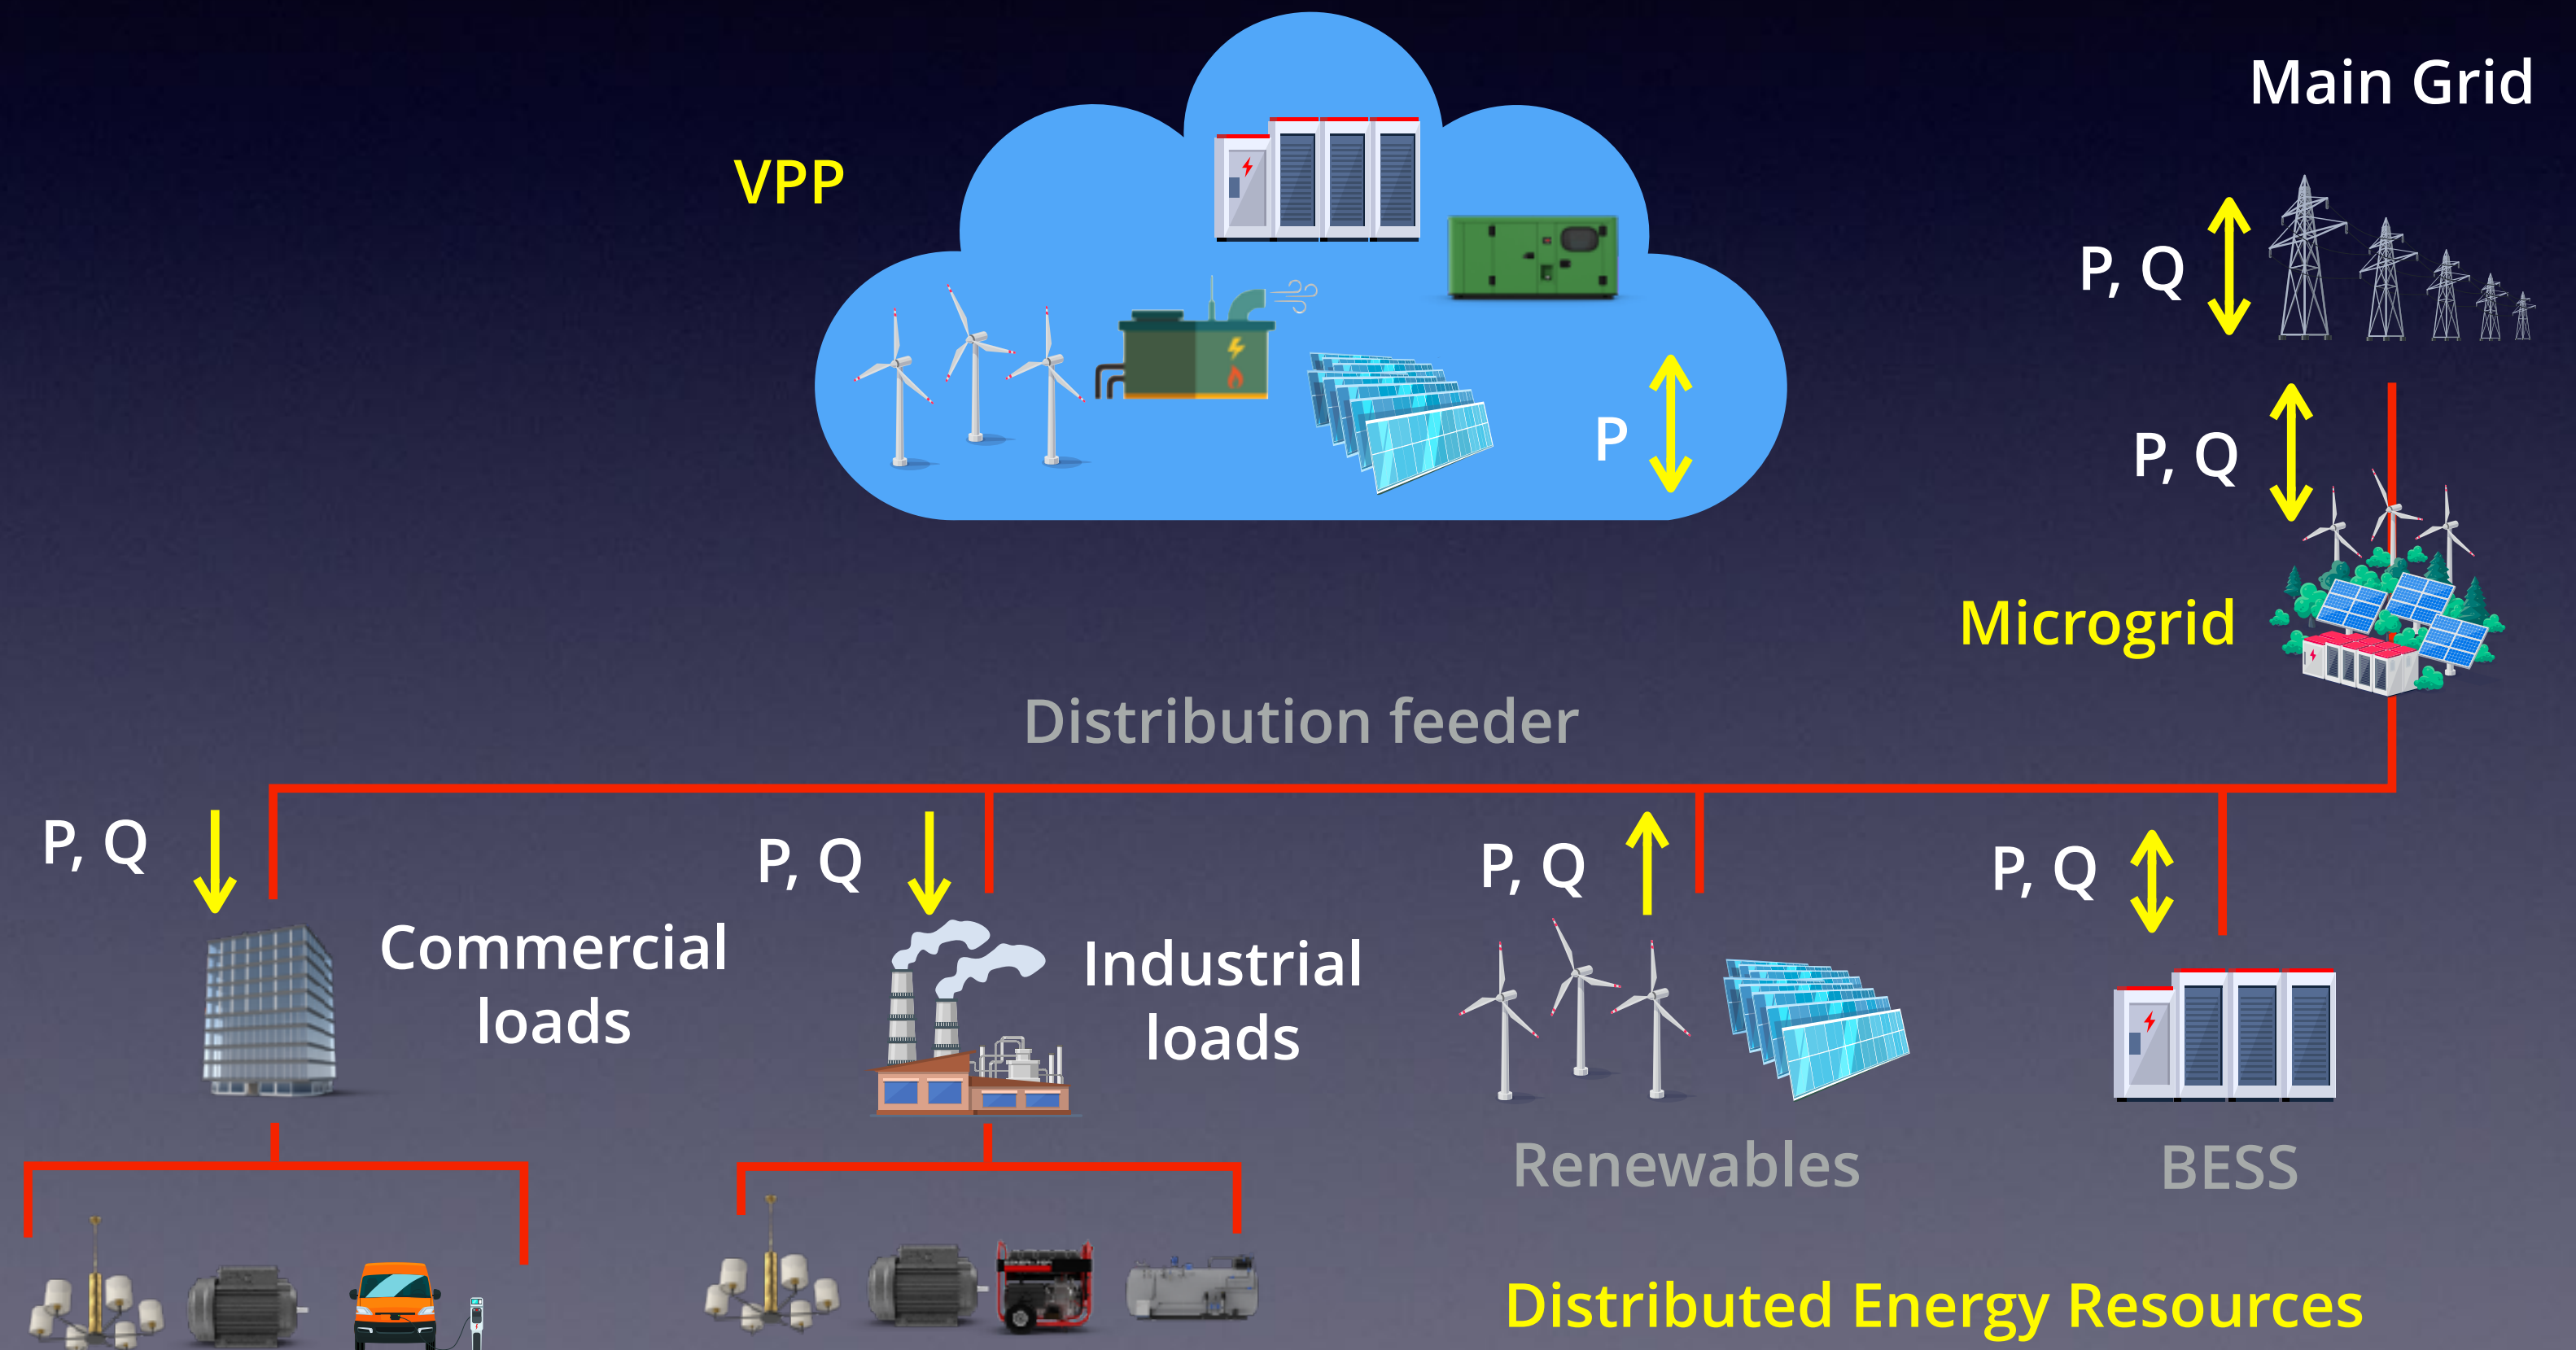 Main Grid
VPP
P, Q
P
P, Q
Microgrid
Distribution feeder
P, Q
P, Q
P, Q
P, Q
Commercial
loads
Industrial
loads
Renewables
BESS
Distributed Energy Resources